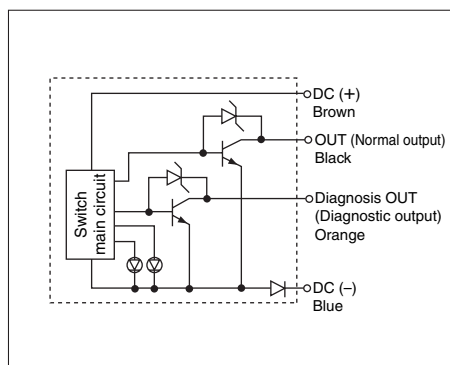 DC (+)
Brown
OUT (Normal output)
Black
Diagnosis OUT
(Diagnostic output)
Orange
Switch
main circuit
DC (–)
Blue